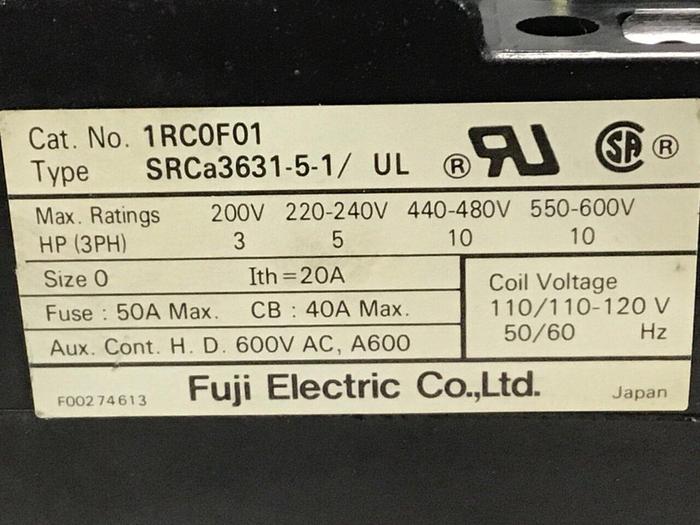 Cat. No. 1RC0F01
Type SRCa3631-5-1/ UL ® RU SA ®
Max. Ratings 200V 220-240V 440-480V 550-600V
HP (3PH) 3 5 10 10
Size 0 Ith=20A
Fuse : 50A Max. CB : 40A Max.
Aux. Cont. H. D. 600V AC, A600
Coil Voltage
110/110-120 V
50/60 Hz
F00274613 Fuji Electric Co.,Ltd. Japan